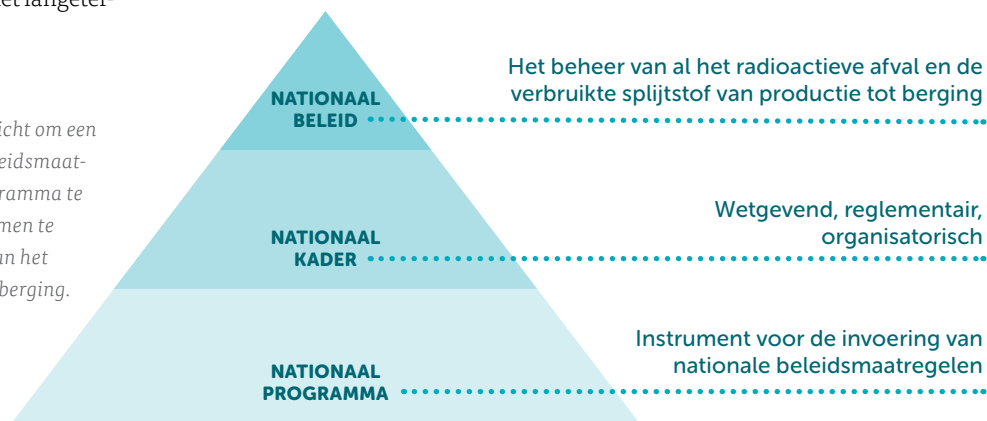 het langeter-
icht om een
eidsmaat-
ramma te
men te
an het
berging.
NATIONAAL
BELEID
Het beheer van al het radioactieve afval en de
verbruikte splijtstof van productie tot berging
NATIONAAL
KADER
Wetgevend, reglementair,
organisatorisch
NATIONAAL
PROGRAMMA
Instrument voor de invoering van
nationale beleidsmaatregelen